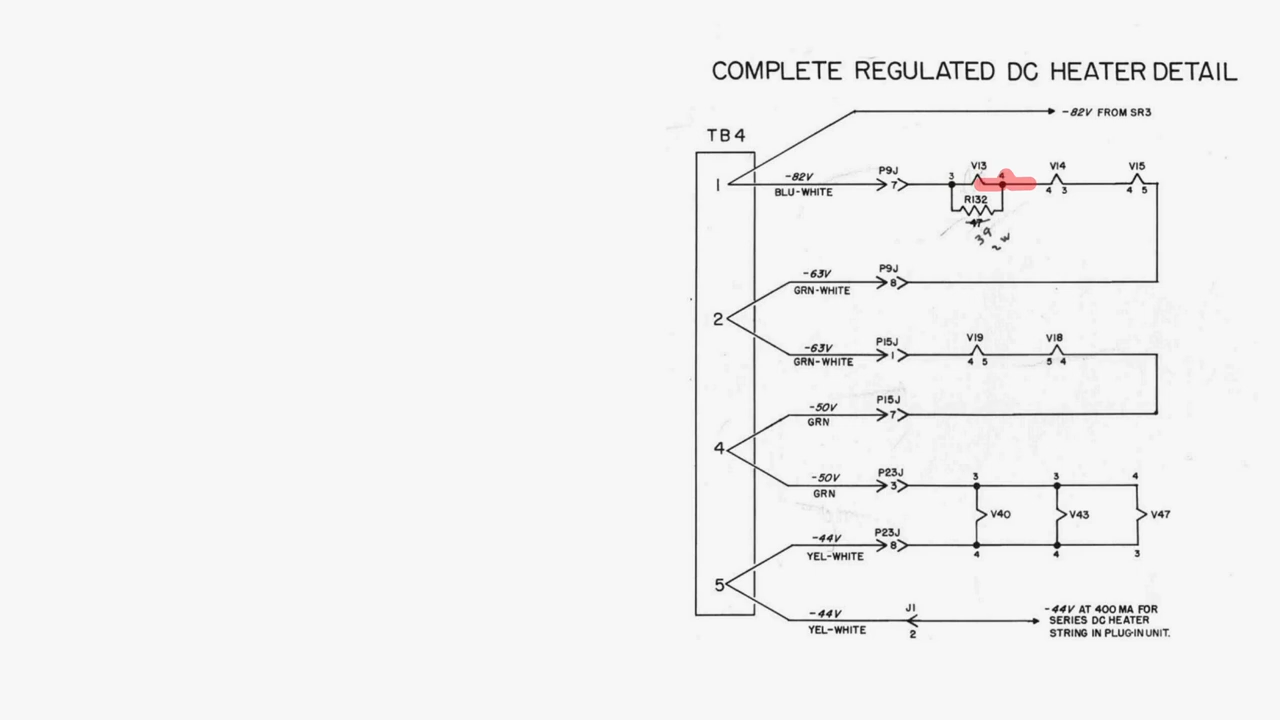 COMPLETE REGULATED DC HEATER DETAIL
-82V FROM SR3
TB4
1
-82V
BLU-WHITE
P9J
7
3
V13
4
V14
4 3
V15
4 5
R132
47
39
2W
-63V
GRN-WHITE
P9J
8
2
-63V
GRN-WHITE
P15J
1
V19
4 5
V18
5 4
-50V
GRN
P15J
7
4
-50V
GRN
P23J
3
3
3
4
V40
V43
V47
-44V
YEL-WHITE
P23J
8
4
4
3
5
-44V
YEL-WHITE
J1
2
-44V AT 400 MA FOR
SERIES DC HEATER
STRING IN PLUG-IN UNIT.